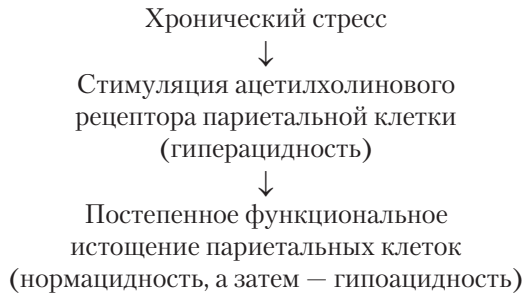 Хронический стресс
↓
Стимуляция ацетилхолинового
рецептора париетальной клетки
(гиперацидность)
↓
Постепенное функциональное
истощение париетальных клеток
(нормацидность, а затем — гипоацидность)